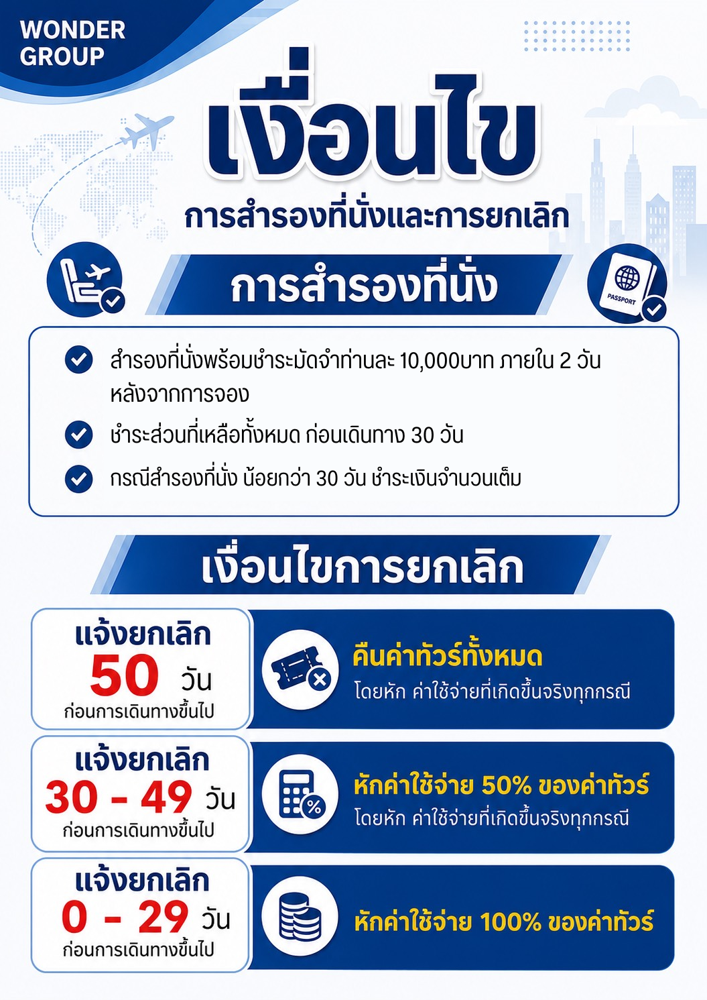 WONDER
GROUP
เงื่อนไข
การสำรองที่นั่งและการยกเลิก
การสำรองที่นั่ง
PASSPORT
สำรองที่นั่งพร้อมชำระมัดจำท่านละ 10,000บาท ภายใน 2 วัน
หลังจากการจอง
ชำระส่วนที่เหลือทั้งหมด ก่อนเดินทาง 30 วัน
กรณีสำรองที่นั่ง น้อยกว่า 30 วัน ชำระเงินจำนวนเต็ม
เงื่อนไขการยกเลิก
แจ้งยกเลิก
50 วัน
ก่อนการเดินทางขึ้นไป
คืนค่าทัวร์ทั้งหมด
โดยหัก ค่าใช้จ่ายที่เกิดขึ้นจริงทุกกรณี
แจ้งยกเลิก
30 - 49 วัน
ก่อนการเดินทางขึ้นไป
%
หักค่าใช้จ่าย 50% ของค่าทัวร์
โดยหัก ค่าใช้จ่ายที่เกิดขึ้นจริงทุกกรณี
แจ้งยกเลิก
0 - 29 วัน
ก่อนการเดินทางขึ้นไป
หักค่าใช้จ่าย 100% ของค่าทัวร์